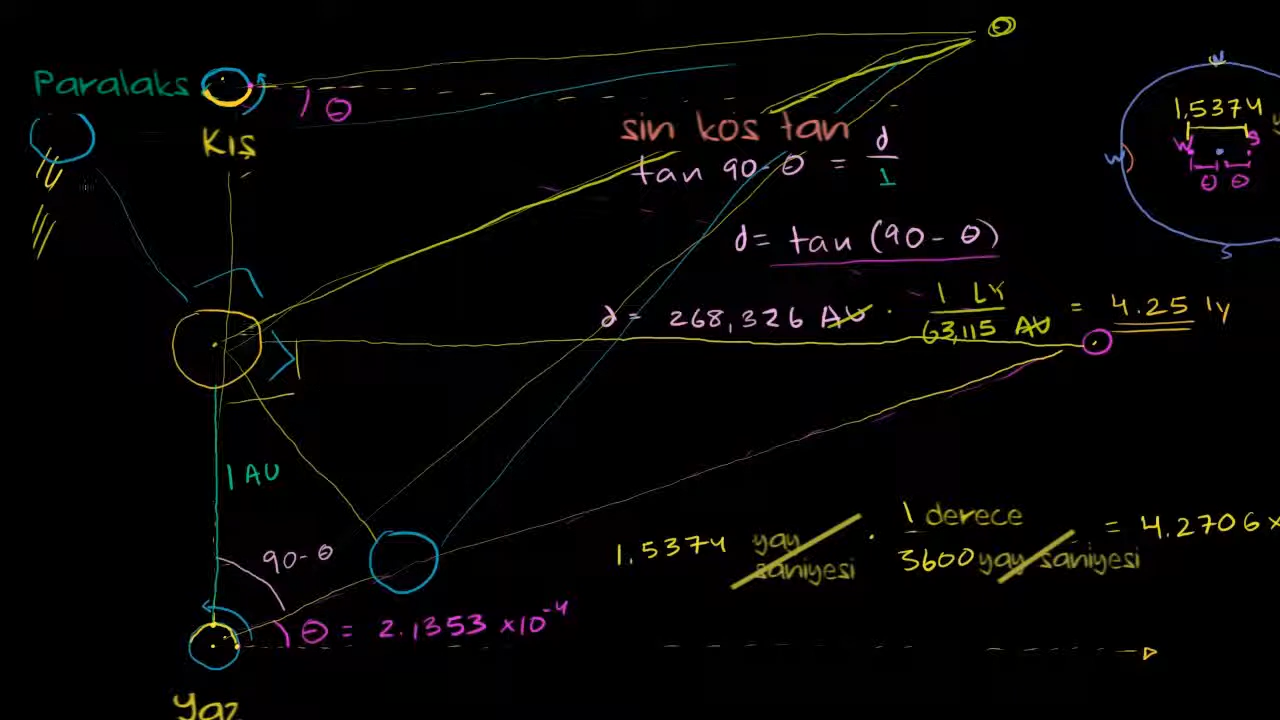 Paralaks
Kış
θ
sin kos tan
tan 90-θ = d/1
d = tan (90 - θ)
d = 268,326 AU · 1 LY/63,115 AU = 4.25 ly
1.5374
W S
θ θ
W
S
1 AU
90-θ
θ = 2.1353 x10⁻⁴
1.5374 yay saniyesi · 1 derece/3600 yay saniyesi = 4.2706 x
Yaz